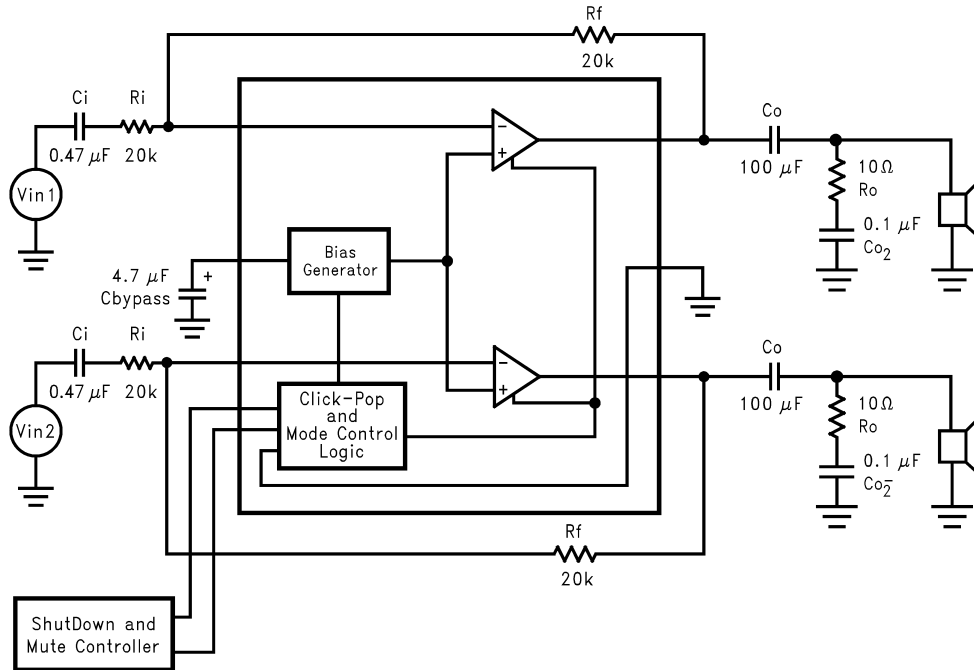 Rf
20k
Ci
Ri
0.47 µF
20k
Vin1
−
+
Co
100 µF
10Ω
Ro
0.1 µF
Co2
Bias
Generator
4.7 µF
+
Cbypass
Ci
Ri
0.47 µF
20k
Vin2
−
+
Co
100 µF
10Ω
Ro
0.1 µF
Co2
Click-Pop
and
Mode Control
Logic
Rf
20k
ShutDown and
Mute Controller